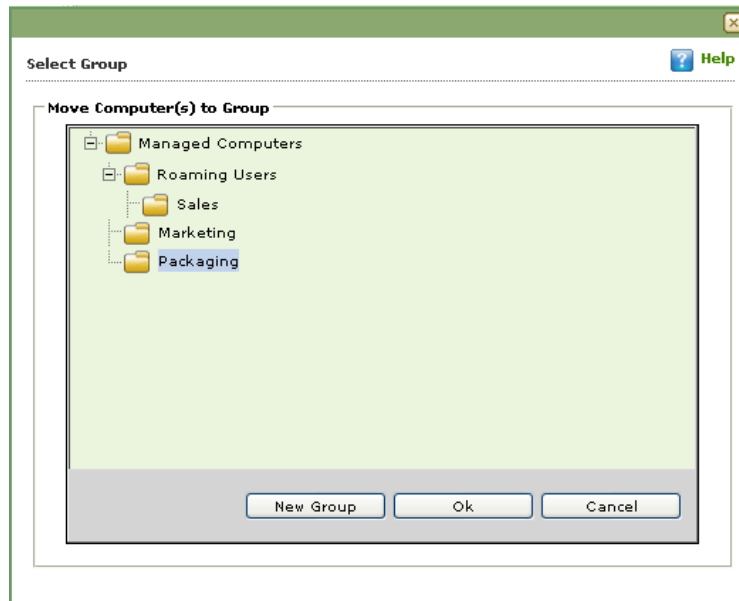 Select Group
? Help
Move Computer(s) to Group
Managed Computers
Roaming Users
Sales
Marketing
Packaging
New Group Ok Cancel